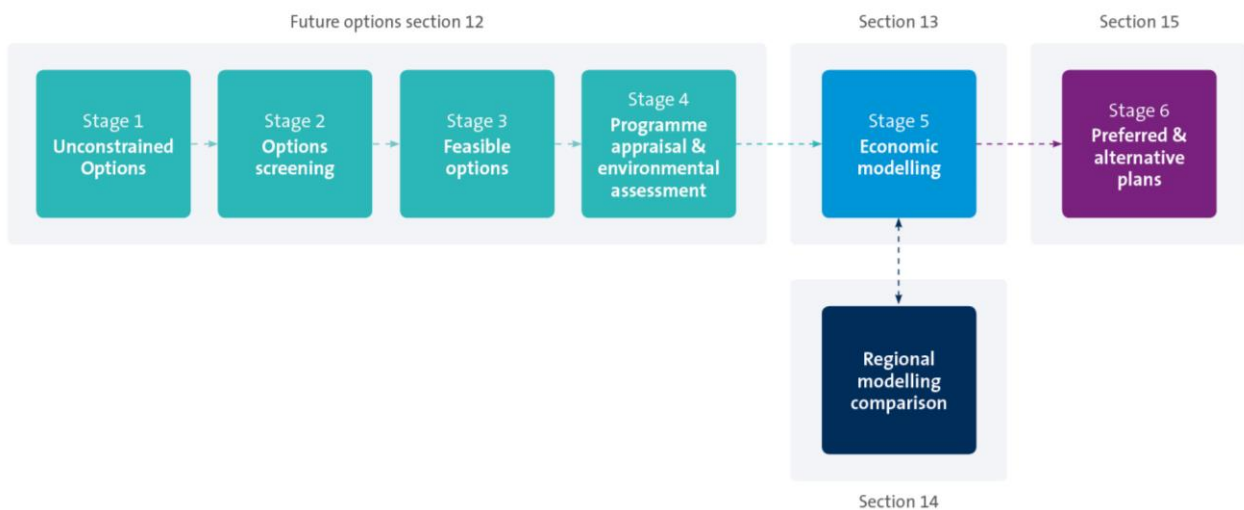 Future options section 12
Section 13
Section 15
Stage 1
Unconstrained
Options
Stage 2
Options
screening
Stage 3
Feasible
options
Stage 4
Programme
appraisal &
environmental
assessment
Stage 5
Economic
modelling
Stage 6
Preferred &
alternative
plans
Regional
modelling
comparison
Section 14